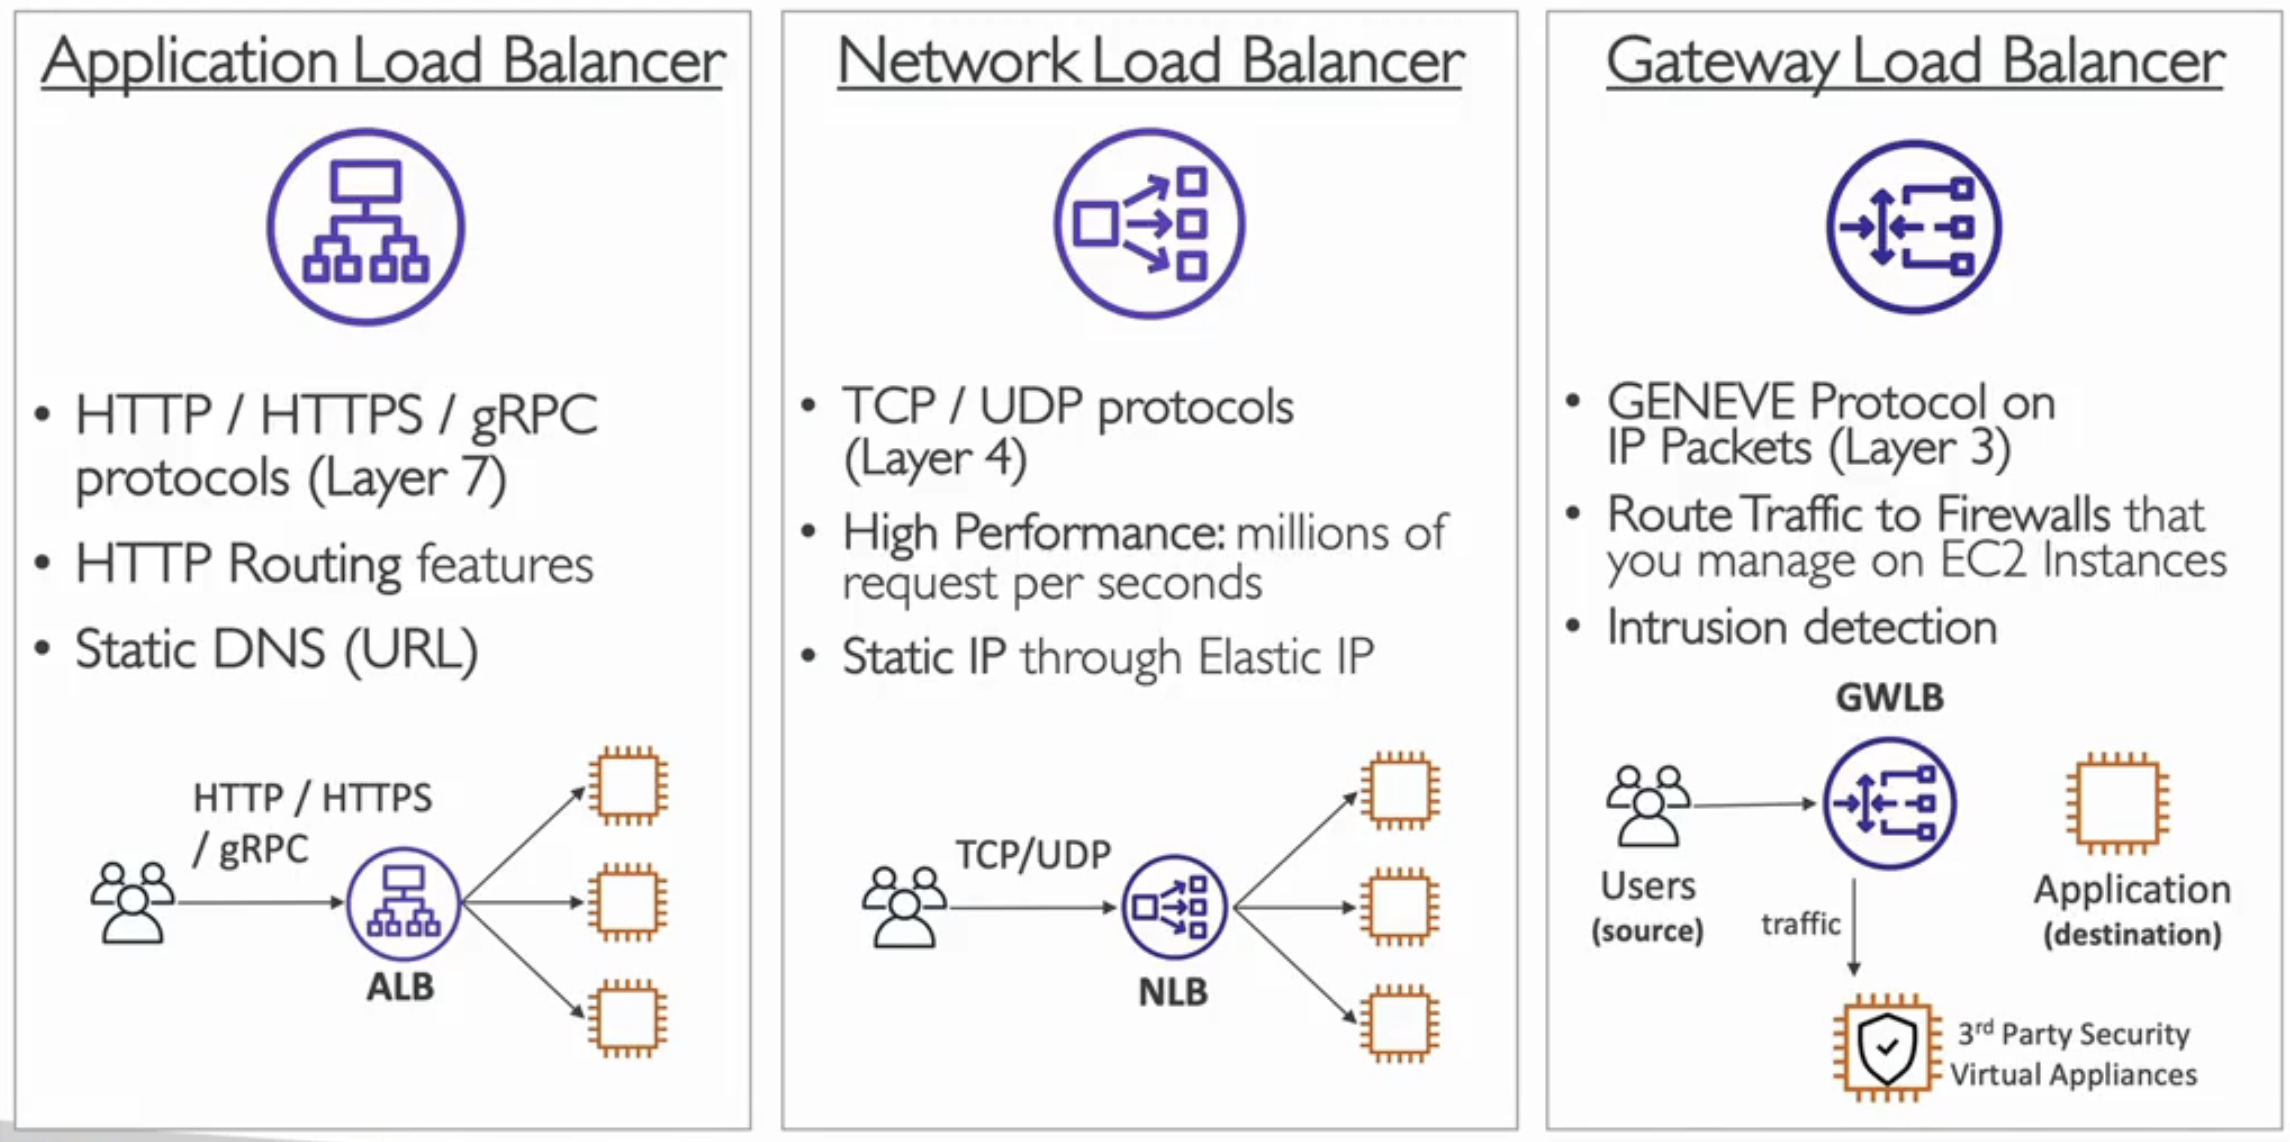 Application Load Balancer
• HTTP / HTTPS / gRPC
protocols (Layer 7)
• HTTP Routing features
• Static DNS (URL)
HTTP / HTTPS
/ gRPC
ALB
Network Load Balancer
• TCP / UDP protocols
(Layer 4)
• High Performance: millions of
request per seconds
• Static IP through Elastic IP
TCP/UDP
NLB
Gateway Load Balancer
• GENEVE Protocol on
IP Packets (Layer 3)
• Route Traffic to Firewalls that
you manage on EC2 Instances
• Intrusion detection
GWLB
Users
(source)
traffic
Application
(destination)
3rd Party Security
Virtual Appliances